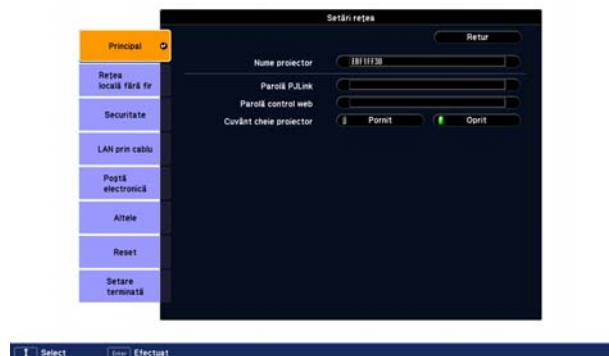 Setări rețea
Retur
Principal
Nume proiector
Rețea
locală fără fir
Parolă PJLink
Parolă control web
Securitate
Cuvânt cheie proiector
Pornit
Oprit
LAN prin cablu
Poștă
electronică
Altele
Reset
Setare
terminată
Select
Enter
Efectuat